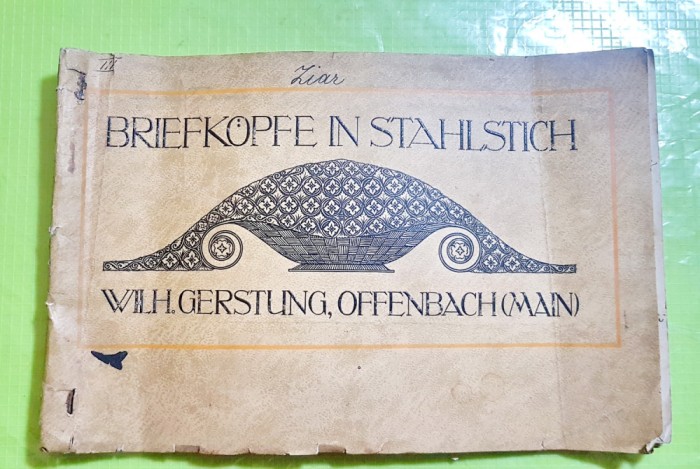 Ziar
BRIEFKÖPFE IN STAHLSTICH
WILH. GERSTUNG, OFFENBACH (MAIN)